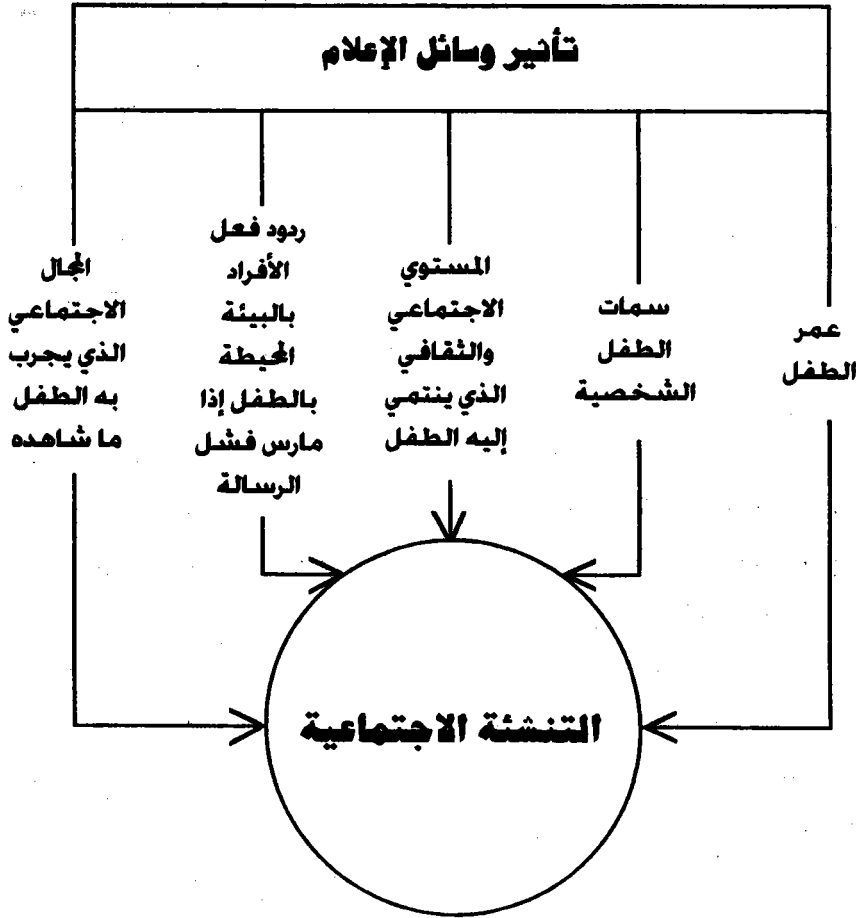 تأثير وسائل الإعلام
عمر
الطفل
سمات
الطفل
الشخصية
المستوي
الاجتماعي
والثقافي
الذي ينتمي
إليه الطفل
ردود فعل
الأفراد
بالبيئة
المحيطة
بالطفل إذا
مارس فشل
الرسالة
المجال
الاجتماعي
الذي يجرب
به الطفل
ما شاهده
التنشئة الاجتماعية